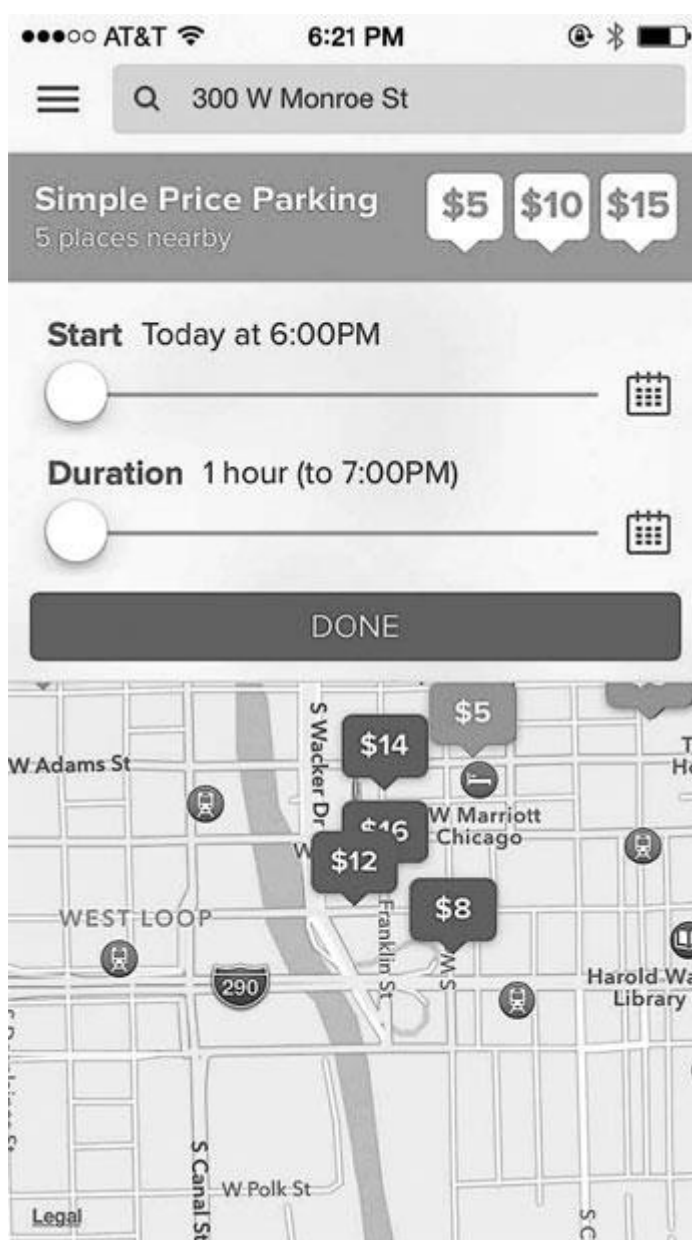 AT&T 6:21 PM
300 W Monroe St
Simple Price Parking
5 places nearby
$5 $10 $15
Start Today at 6:00PM
Duration 1 hour (to 7:00PM)
DONE
$5
$14
W Adams St
S Wacker Dr
$16
W Marriott
Chicago
$12
$8
WEST LOOP
Franklin St
290
Harold Wa
Library
S Canal St
W Polk St
Legal
S C